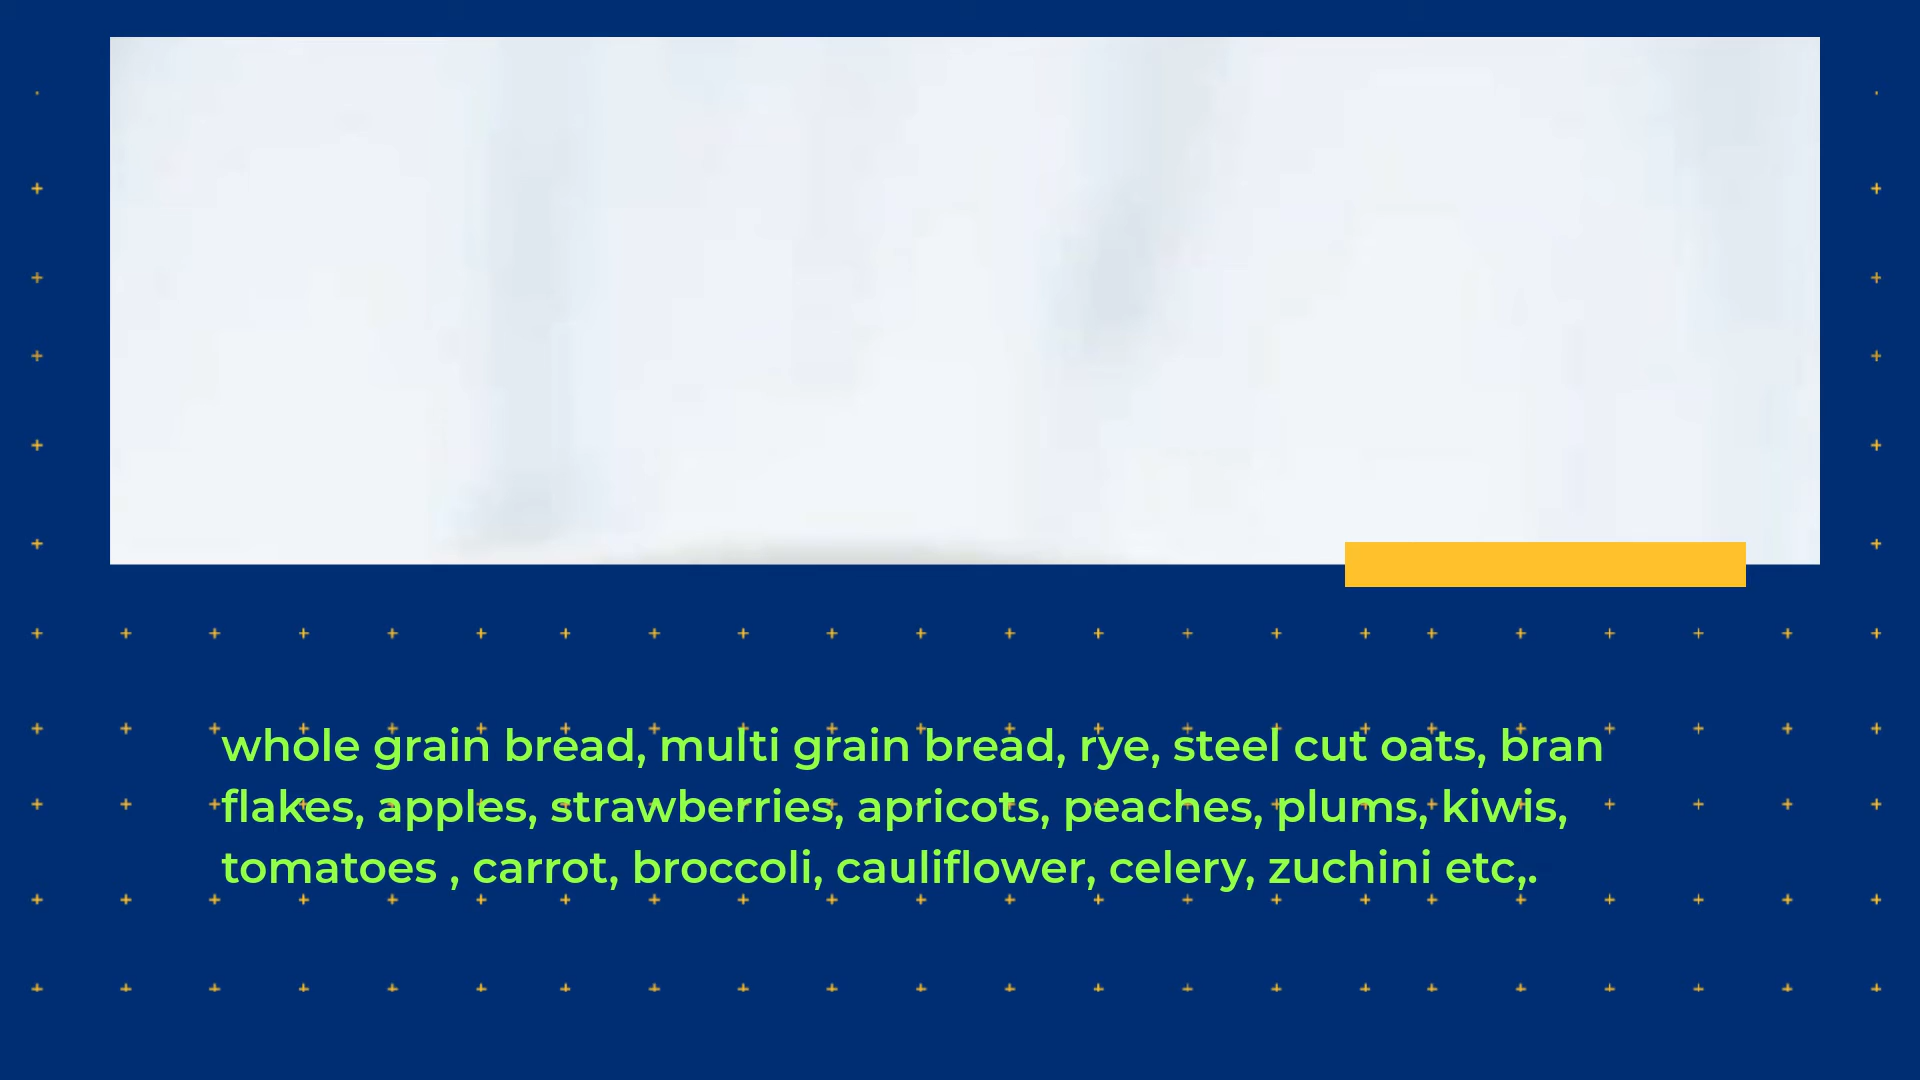 whole grain bread, multi grain bread, rye, steel cut oats, bran
flakes, apples, strawberries, apricots, peaches, plums, kiwis,
tomatoes , carrot, broccoli, cauliflower, celery, zuchini etc,.